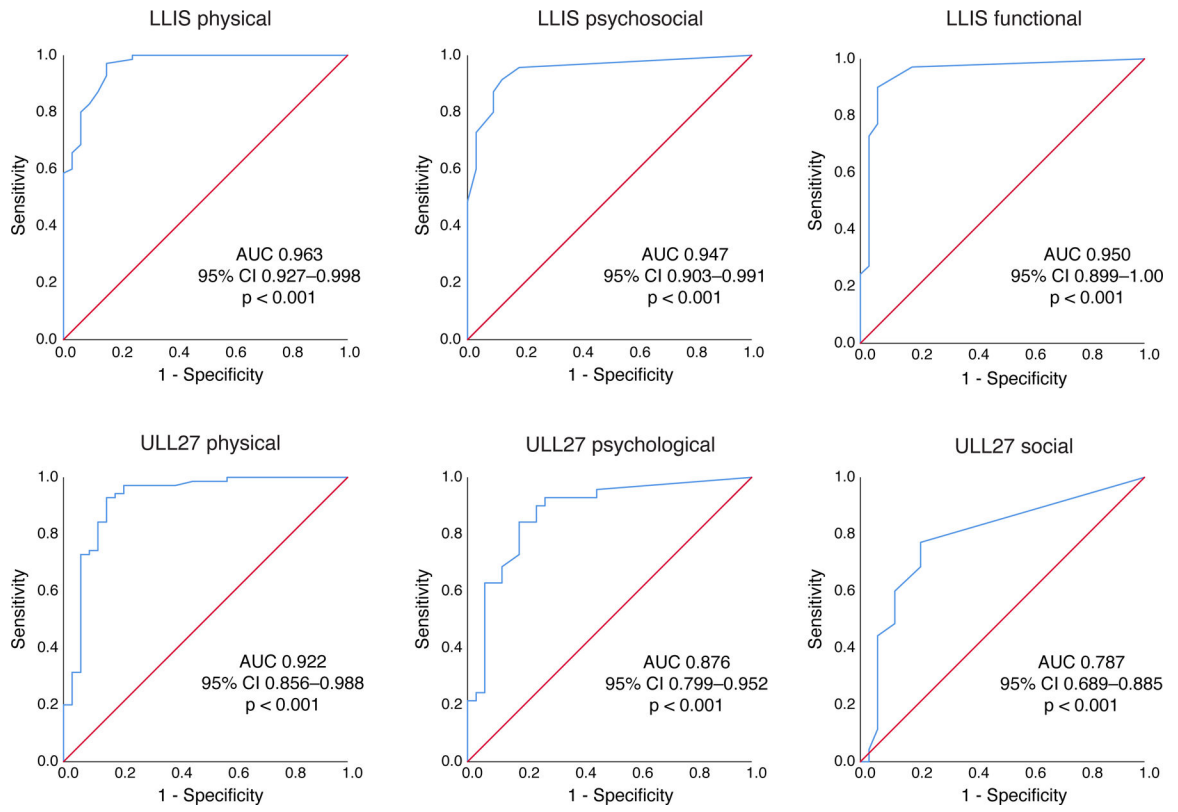 LLIS physical
1.0
0.8
0.6
0.4
0.2
0.0
Sensitivity
AUC 0.963
95% CI 0.927–0.998
p < 0.001
0.0 0.2 0.4 0.6 0.8 1.0
1 - Specificity
LLIS psychosocial
1.0
0.8
0.6
0.4
0.2
0.0
Sensitivity
AUC 0.947
95% CI 0.903–0.991
p < 0.001
0.0 0.2 0.4 0.6 0.8 1.0
1 - Specificity
LLIS functional
1.0
0.8
0.6
0.4
0.2
0.0
Sensitivity
AUC 0.950
95% CI 0.899–1.00
p < 0.001
0.0 0.2 0.4 0.6 0.8 1.0
1 - Specificity
ULL27 physical
1.0
0.8
0.6
0.4
0.2
0.0
Sensitivity
AUC 0.922
95% CI 0.856–0.988
p < 0.001
0.0 0.2 0.4 0.6 0.8 1.0
1 - Specificity
ULL27 psychological
1.0
0.8
0.6
0.4
0.2
0.0
Sensitivity
AUC 0.876
95% CI 0.799–0.952
p < 0.001
0.0 0.2 0.4 0.6 0.8 1.0
1 - Specificity
ULL27 social
1.0
0.8
0.6
0.4
0.2
0.0
Sensitivity
AUC 0.787
95% CI 0.689–0.885
p < 0.001
0.0 0.2 0.4 0.6 0.8 1.0
1 - Specificity